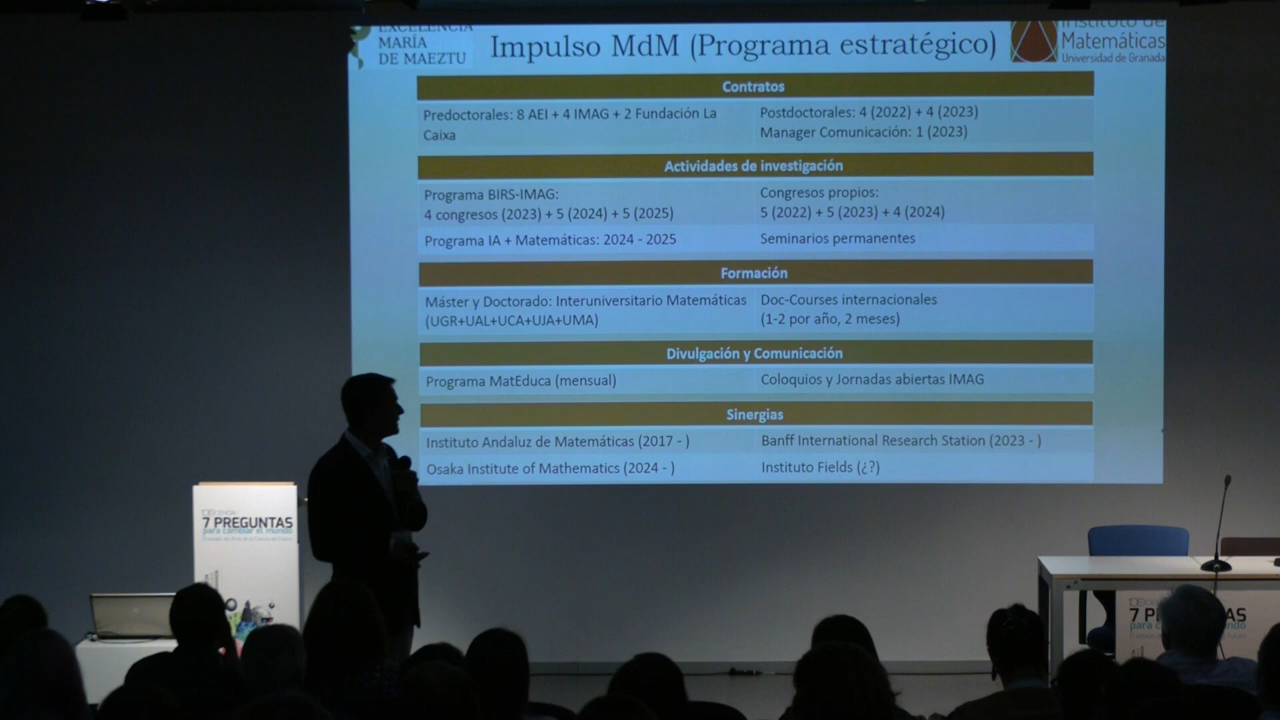 EXCELENCIA
MARÍA
DE MAEZTU
Impulso MdM (Programa estratégico)
Instituto de
Matemáticas
Universidad de Granada
Contratos
Predoctorales: 8 AEI + 4 IMAG + 2 Fundación La
Caixa
Postdoctorales: 4 (2022) + 4 (2023)
Manager Comunicación: 1 (2023)
Actividades de investigación
Programa BIRS-IMAG:
4 congresos (2023) + 5 (2024) + 5 (2025)
Congresos propios:
5 (2022) + 5 (2023) + 4 (2024)
Programa IA + Matemáticas: 2024 - 2025
Seminarios permanentes
Formación
Máster y Doctorado: Interuniversitario Matemáticas
(UGR+UAL+UCA+UJA+UMA)
Doc-Courses internacionales
(1-2 por año, 2 meses)
Divulgación y Comunicación
Programa MatEduca (mensual)
Coloquios y Jornadas abiertas IMAG
Sinergias
Instituto Andaluz de Matemáticas (2017 - )
Banff International Research Station (2023 - )
Osaka Institute of Mathematics (2024 - )
Instituto Fields (¿?)
7 PREGUNTAS
para cambiar el mundo
7
AS
para